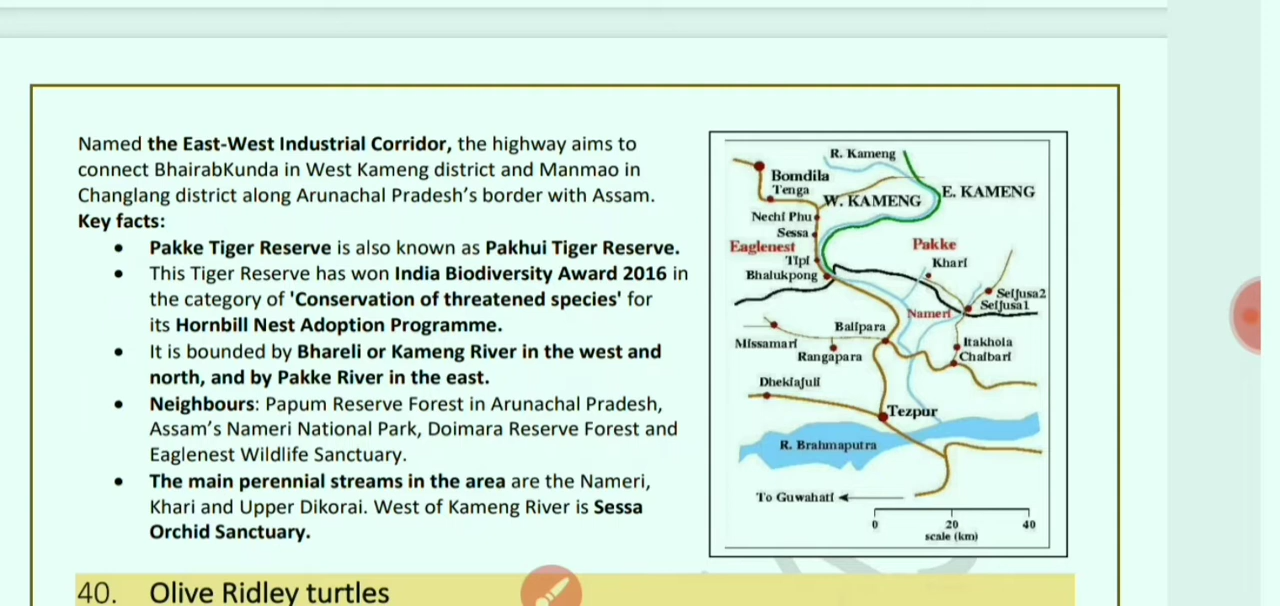 Named the East-West Industrial Corridor, the highway aims to
connect BhairabKunda in West Kameng district and Manmao in
Changlang district along Arunachal Pradesh’s border with Assam.
Key facts:
• Pakke Tiger Reserve is also known as Pakhui Tiger Reserve.
• This Tiger Reserve has won India Biodiversity Award 2016 in
the category of 'Conservation of threatened species' for
its Hornbill Nest Adoption Programme.
• It is bounded by Bhareli or Kameng River in the west and
north, and by Pakke River in the east.
• Neighbours: Papum Reserve Forest in Arunachal Pradesh,
Assam’s Nameri National Park, Doimara Reserve Forest and
Eaglenest Wildlife Sanctuary.
• The main perennial streams in the area are the Nameri,
Khari and Upper Dikorai. West of Kameng River is Sessa
Orchid Sanctuary.
R. Kameng
Bomdila
Tenga
W. KAMENG
E. KAMENG
Nechi Phu
Sessa
Eaglenest
Pakke
Tipi
Khari
Bhalukpong
Seijusa2
Seijusa1
Nameri
Balipara
Missamari
Itakhola
Rangapara
Chalbari
Dhekiajuli
Tezpur
R. Brahmaputra
To Guwahati
0 20 40
scale (km)
40. Olive Ridley turtles